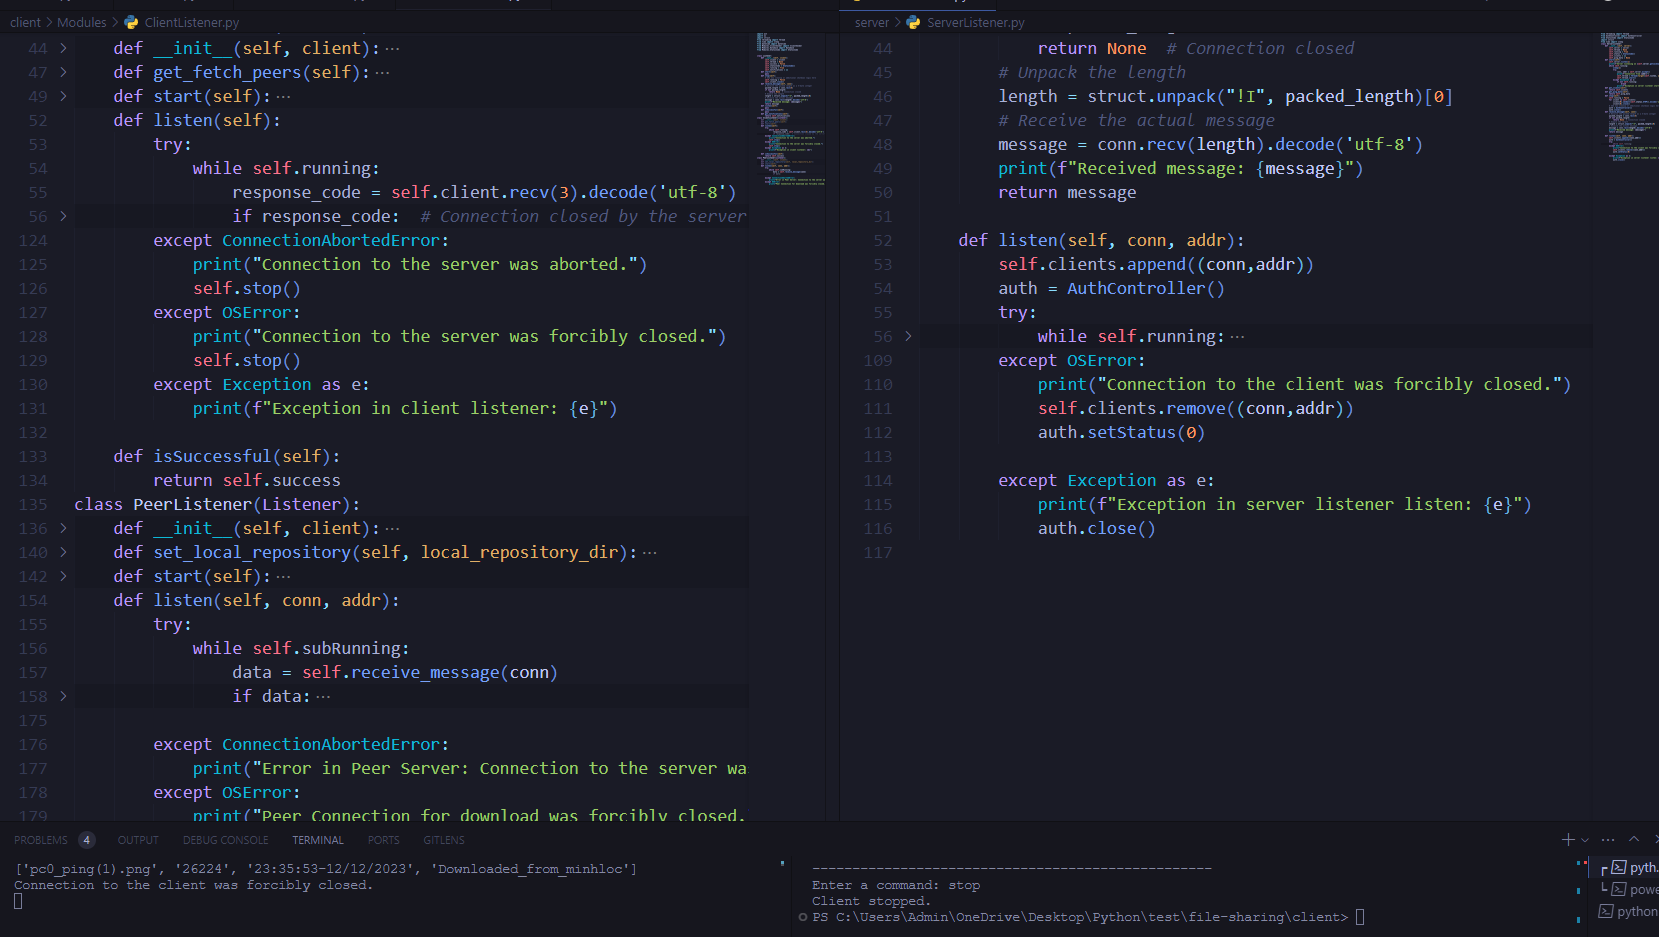 client > Modules > ClientListener.py
44 > def __init__(self, client): ···
47 > def get_fetch_peers(self): ···
49 > def start(self): ···
52 def listen(self):
53 try:
54 while self.running:
55 response_code = self.client.recv(3).decode('utf-8')
56 > if response_code: # Connection closed by the server
124 except ConnectionAbortedError:
125 print("Connection to the server was aborted.")
126 self.stop()
127 except OSError:
128 print("Connection to the server was forcibly closed.")
129 self.stop()
130 except Exception as e:
131 print(f"Exception in client listener: {e}")
132
133 def isSuccessful(self):
134 return self.success
135 class PeerListener(Listener):
136 > def __init__(self, client): ···
140 > def set_local_repository(self, local_repository_dir): ···
142 > def start(self): ···
154 def listen(self, conn, addr):
155 try:
156 while self.subRunning:
157 data = self.receive_message(conn)
158 > if data: ···
175
176 except ConnectionAbortedError:
177 print("Error in Peer Server: Connection to the server wa
178 except OSError:
179 print("Peer Connection for download was forcibly closed.
server > ServerListener.py
44 return None # Connection closed
45 # Unpack the length
46 length = struct.unpack("!I", packed_length)[0]
47 # Receive the actual message
48 message = conn.recv(length).decode('utf-8')
49 print(f"Received message: {message}")
50 return message
51
52 def listen(self, conn, addr):
53 self.clients.append((conn,addr))
54 auth = AuthController()
55 try:
56 > while self.running: ···
109 except OSError:
110 print("Connection to the client was forcibly closed.")
111 self.clients.remove((conn,addr))
112 auth.setStatus(0)
113
114 except Exception as e:
115 print(f"Exception in server listener listen: {e}")
116 auth.close()
117
PROBLEMS 4 OUTPUT DEBUG CONSOLE TERMINAL PORTS GITLENS
['pc0_ping(1).png', '26224', '23:35:53-12/12/2023', 'Downloaded_from_minhloc']
Connection to the client was forcibly closed.
--------------------------------------------------
Enter a command: stop
Client stopped.
PS C:\Users\Admin\OneDrive\Desktop\Python\test\file-sharing\client>
pyth.
powe
python